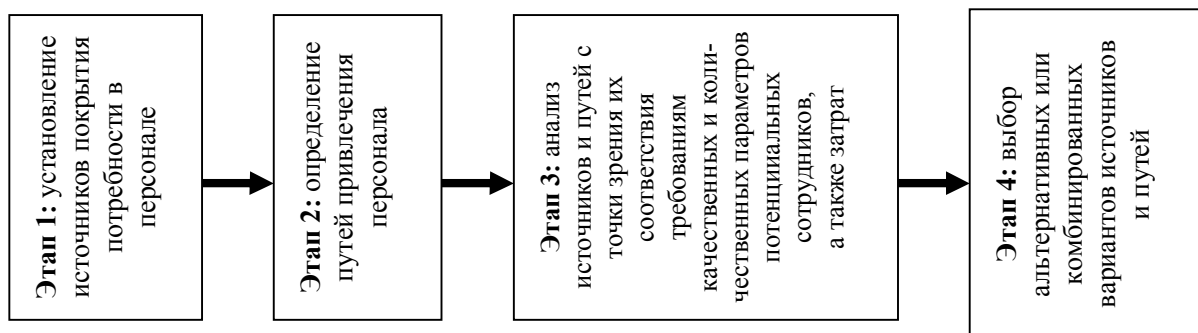 Этап 1: установление
источников покрытия
потребности в
персонале
Этап 2: определение
путей привлечения
персонала
Этап 3: анализ
источников и путей с
точки зрения их
соответствия
требованиям
качественных и коли-
чественных параметров
потенциальных
сотрудников,
а также затрат
Этап 4: выбор
альтернативных или
комбинированных
вариантов источников
и путей